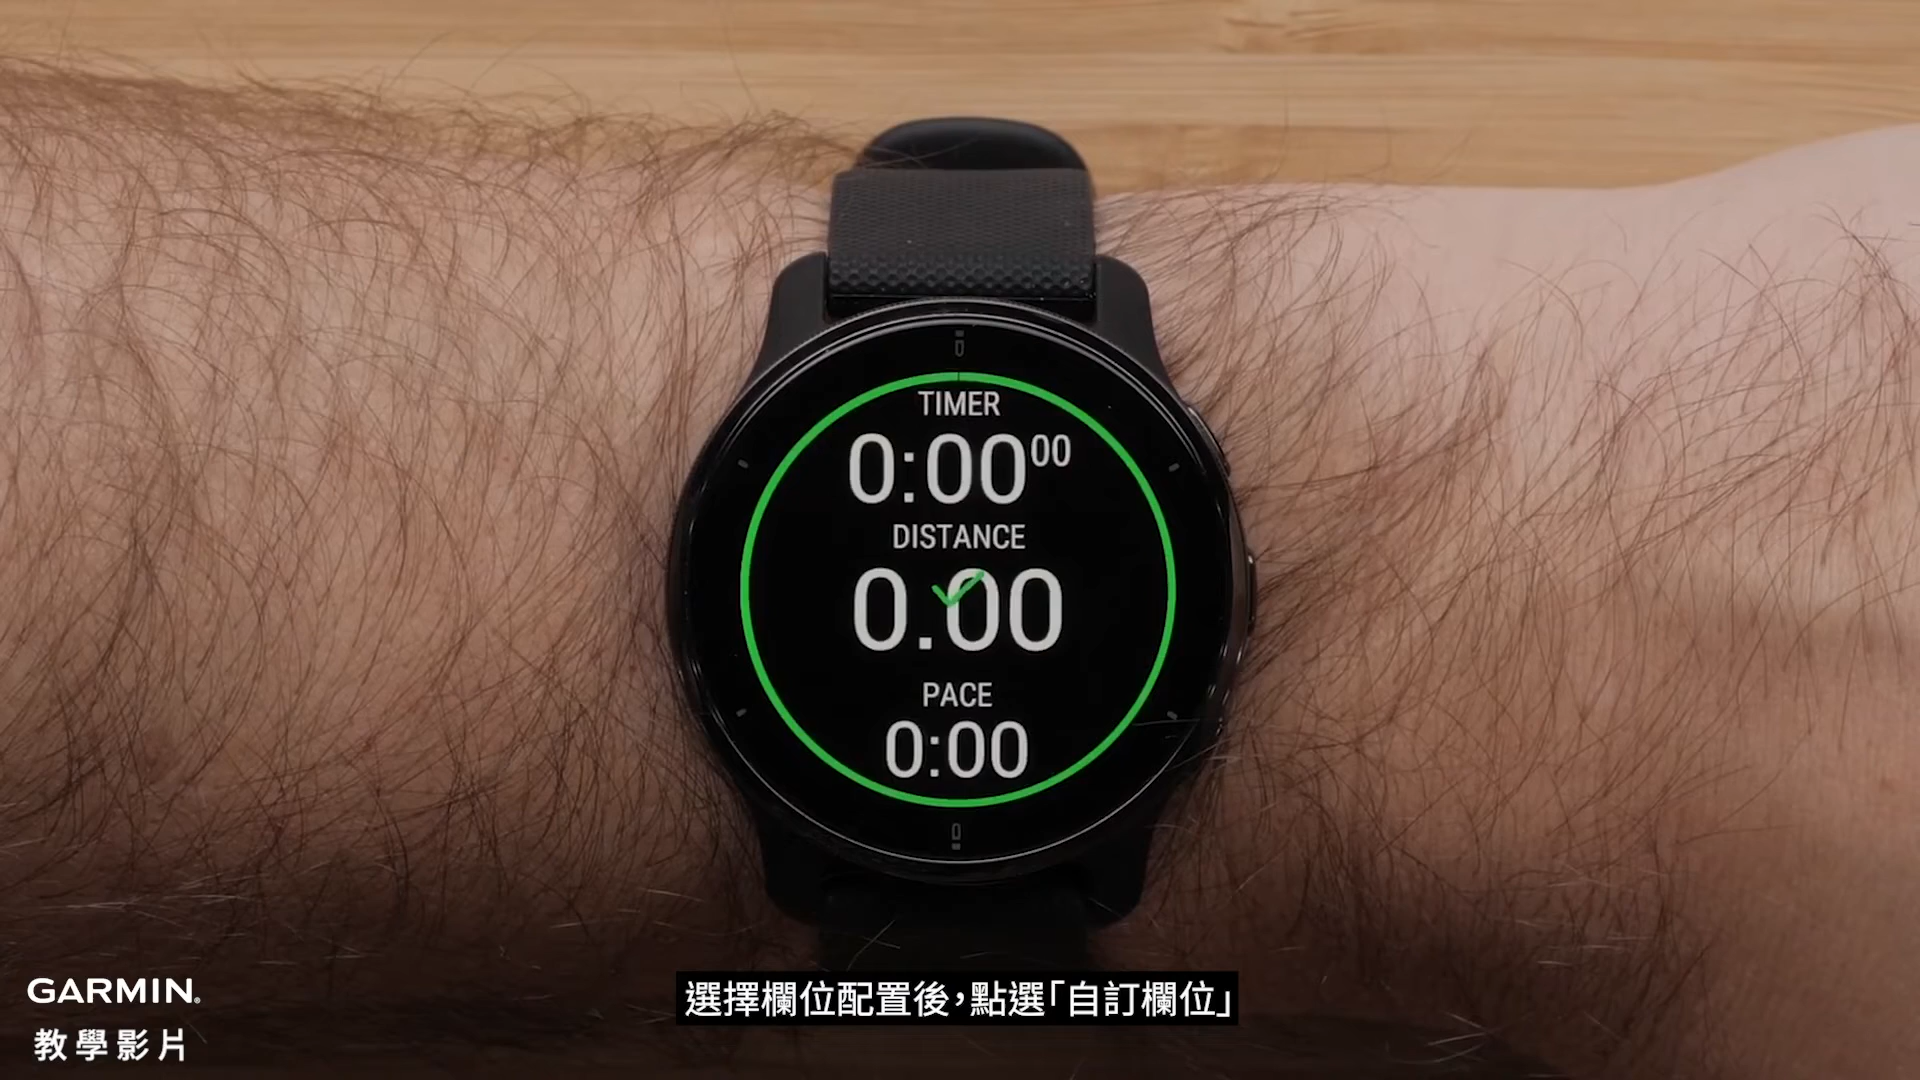 TIMER
0:00⁰⁰
DISTANCE
0.00
PACE
0:00
GARMIN®
教學影片
選擇欄位配置後,點選「自訂欄位」